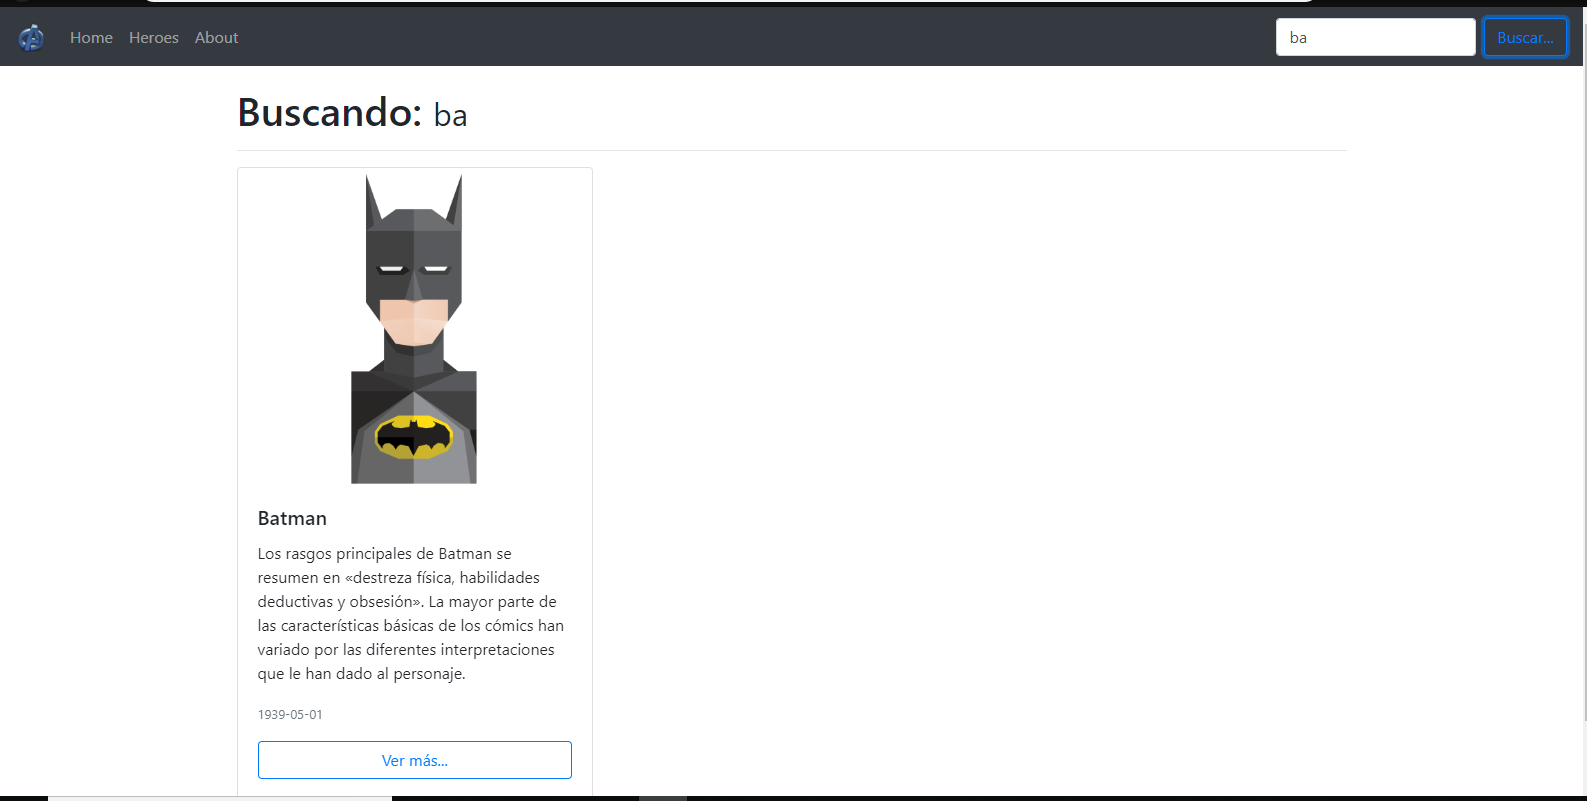 Home Heroes About ba Buscar...
Buscando: ba
Batman
Los rasgos principales de Batman se
resumen en «destreza física, habilidades
deductivas y obsesión». La mayor parte de
las características básicas de los cómics han
variado por las diferentes interpretaciones
que le han dado al personaje.
1939-05-01
Ver más...